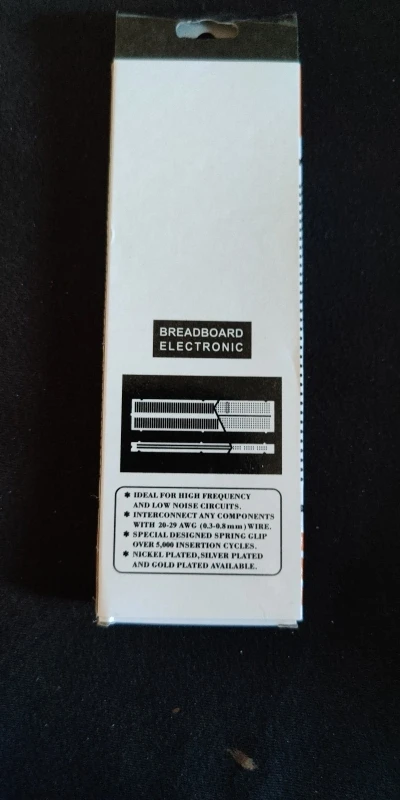 BREADBOARD
ELECTRONIC
✱ IDEAL FOR HIGH FREQUENCY
AND LOW NOISE CIRCUITS.
✱ INTERCONNECT ANY COMPONENTS
WITH 20-29 AWG (0.3-0.8mm) WIRE.
✱ SPECIAL DESIGNED SPRING GLIP
OVER 5,000 INSERTION CYCLES.
✱ NICKEL PLATED, SILVER PLATED
AND GOLD PLATED AVAILABLE.